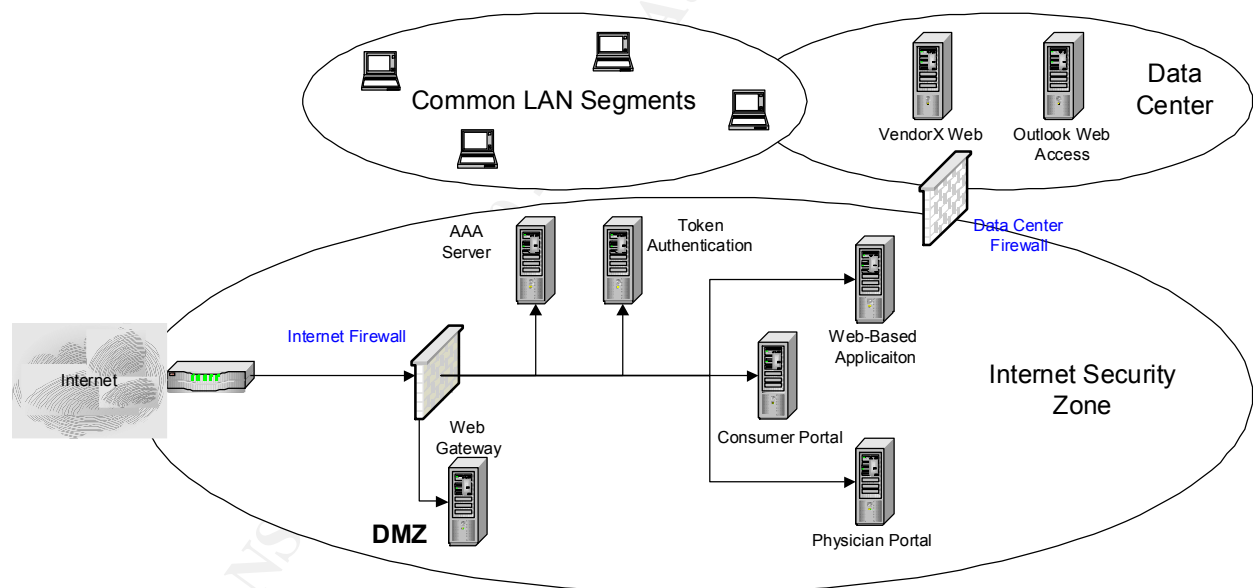 Common LAN Segments
VendorX Web
Outlook Web
Access
Data
Center
Data Center
Firewall
AAA
Server
Token
Authentication
Internet Firewall
Internet
Web
Gateway
DMZ
Web-Based
Applicaiton
Consumer Portal
Physician Portal
Internet Security
Zone